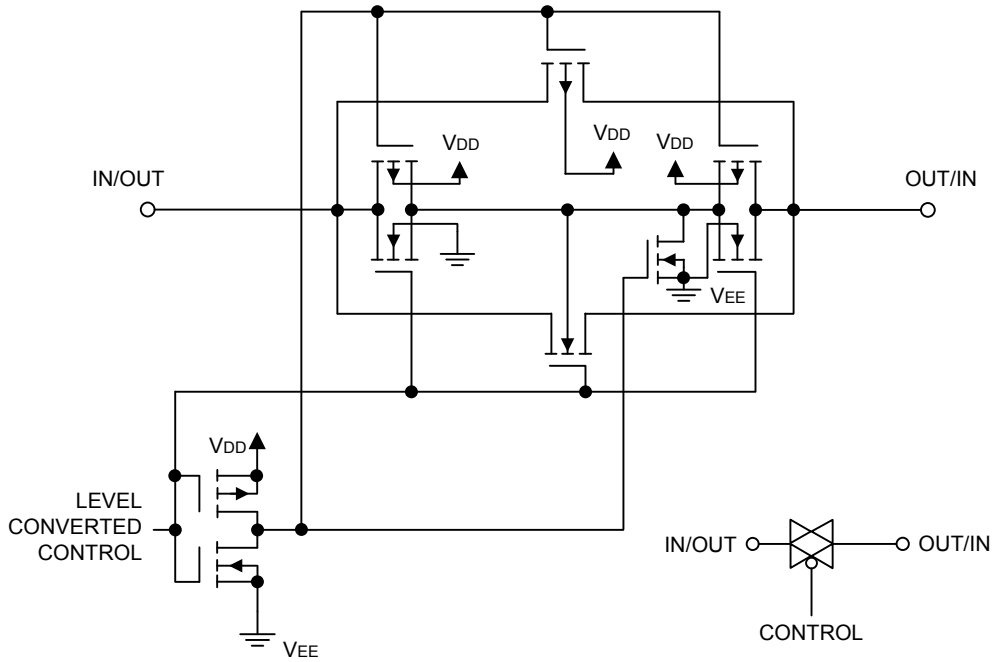 VDD
VDD
VDD
IN/OUT
OUT/IN
VEE
VDD
LEVEL
CONVERTED
CONTROL
IN/OUT
OUT/IN
CONTROL
VEE